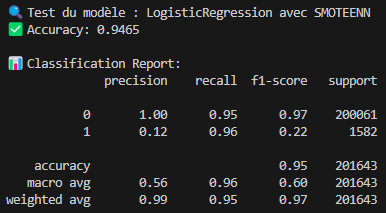 🔍 Test du modèle : LogisticRegression avec SMOTEENN
✅ Accuracy: 0.9465
📊 Classification Report:
precision recall f1-score support
0 1.00 0.95 0.97 200061
1 0.12 0.96 0.22 1582
accuracy 0.95 201643
macro avg 0.56 0.96 0.60 201643
weighted avg 0.99 0.95 0.97 201643